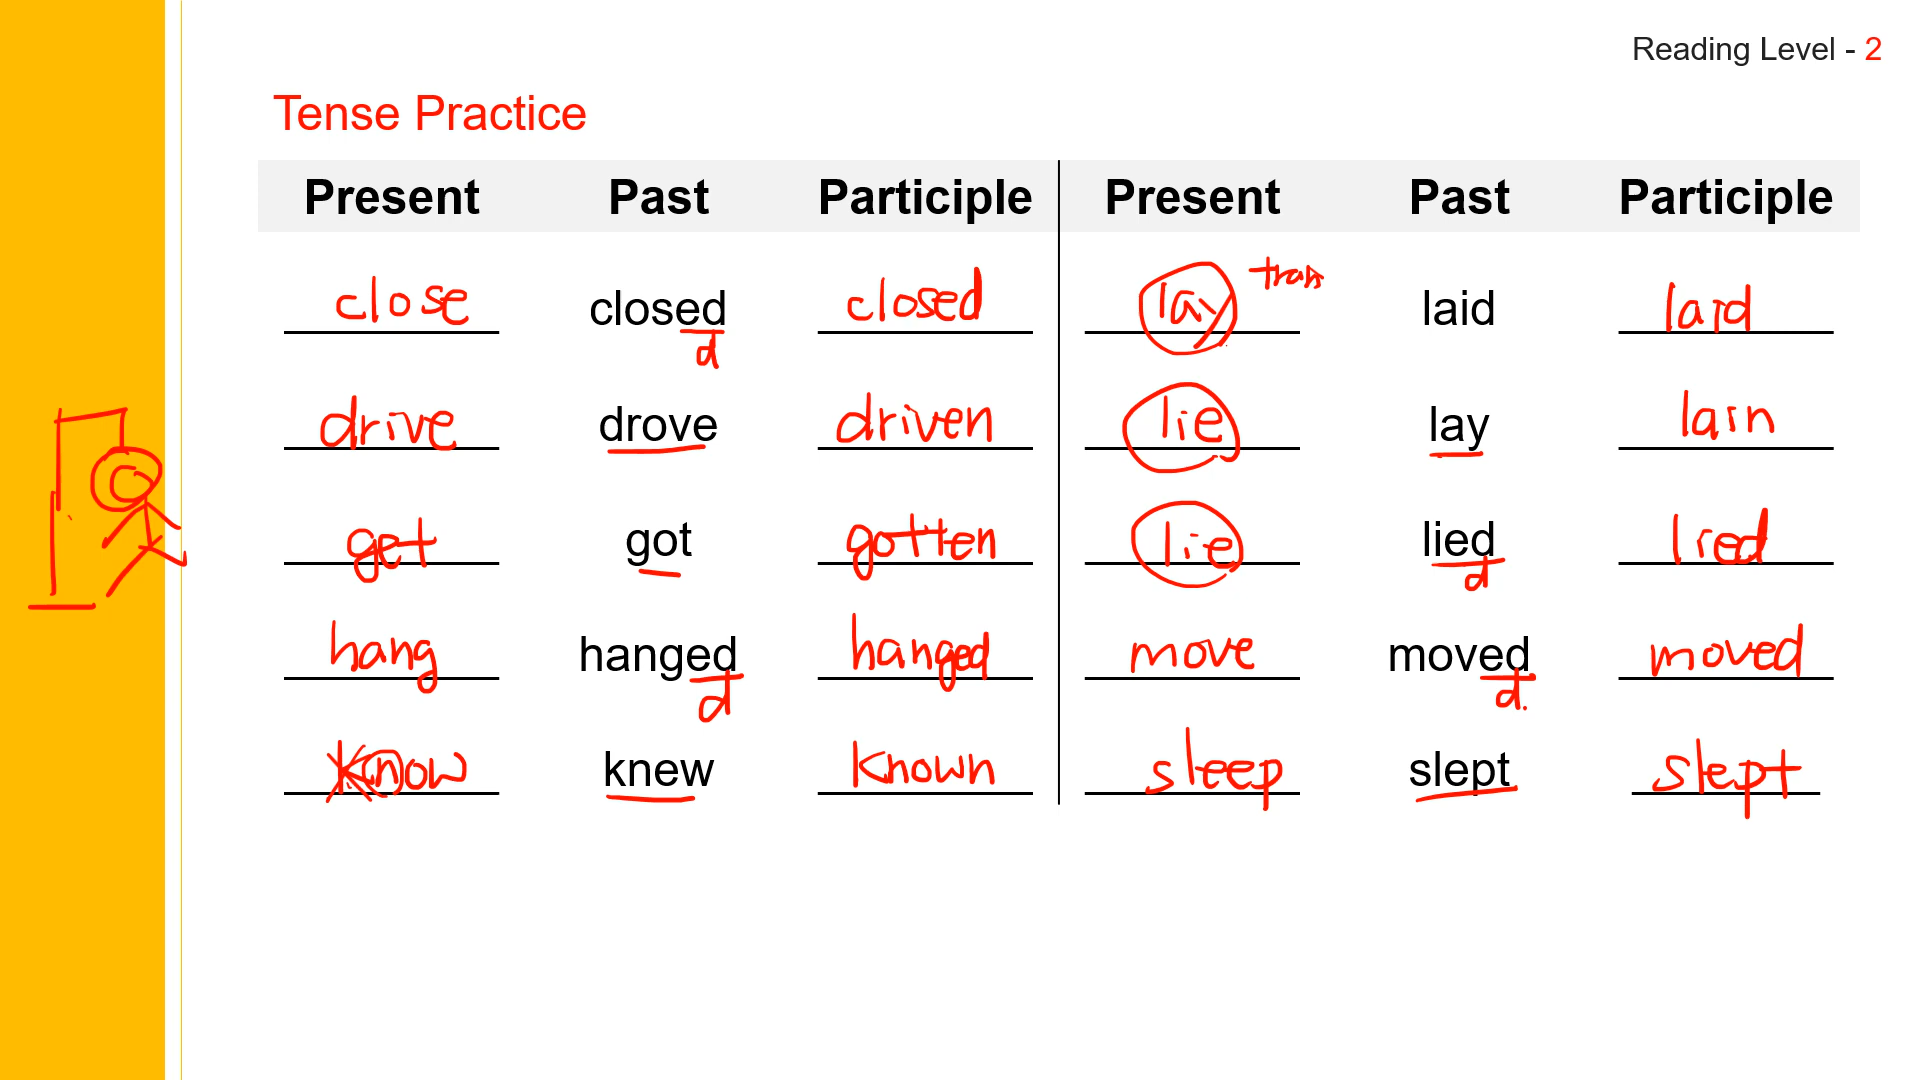 Reading Level - 2
Tense Practice
Present Past Participle Present Past Participle
close closed closed lay trans laid laid
d
drive drove driven lie lay lain
get got gotten lie lied lied
d
hang hanged hanged move moved moved
d d.
know knew known sleep slept slept